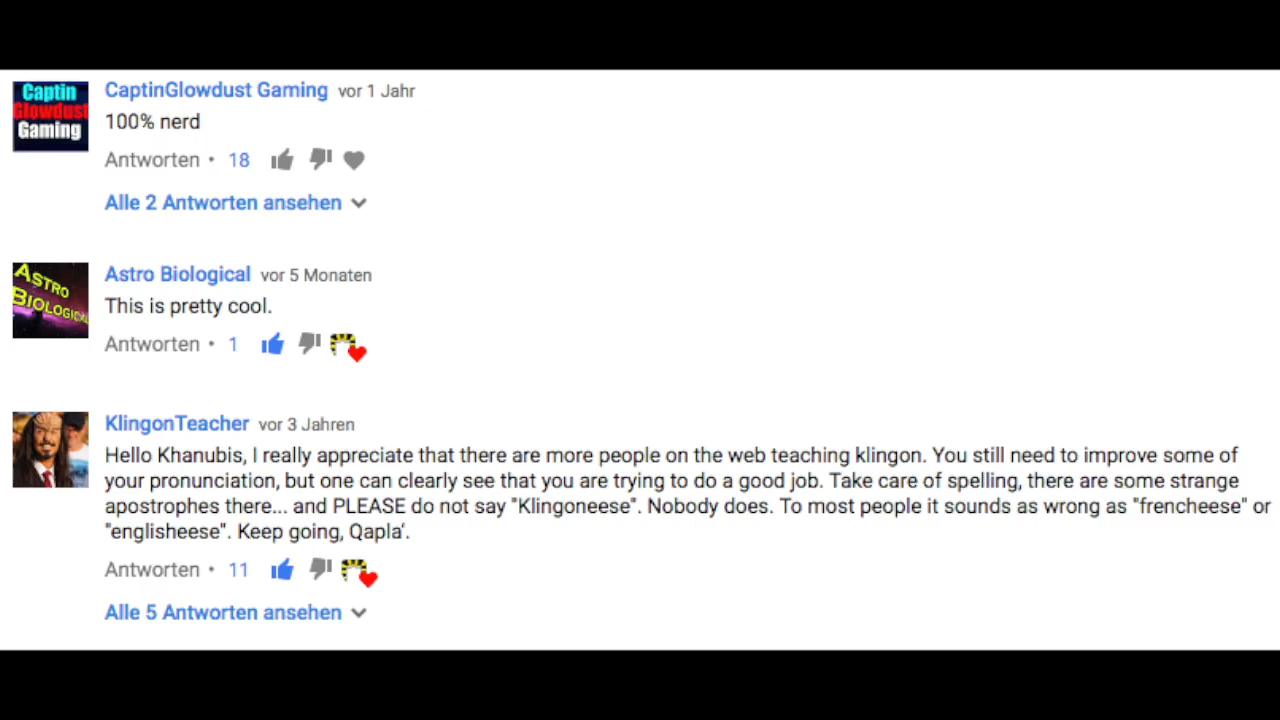 Captin
Glowdust
Gaming
CaptinGlowdust Gaming vor 1 Jahr
100% nerd
Antworten • 18
Alle 2 Antworten ansehen
ASTRO
BIOLOGICAL
Astro Biological vor 5 Monaten
This is pretty cool.
Antworten • 1
KlingonTeacher vor 3 Jahren
Hello Khanubis, I really appreciate that there are more people on the web teaching klingon. You still need to improve some of
your pronunciation, but one can clearly see that you are trying to do a good job. Take care of spelling, there are some strange
apostrophes there... and PLEASE do not say "Klingoneese". Nobody does. To most people it sounds as wrong as "frencheese" or
"englisheese". Keep going, Qapla‘.
Antworten • 11
Alle 5 Antworten ansehen